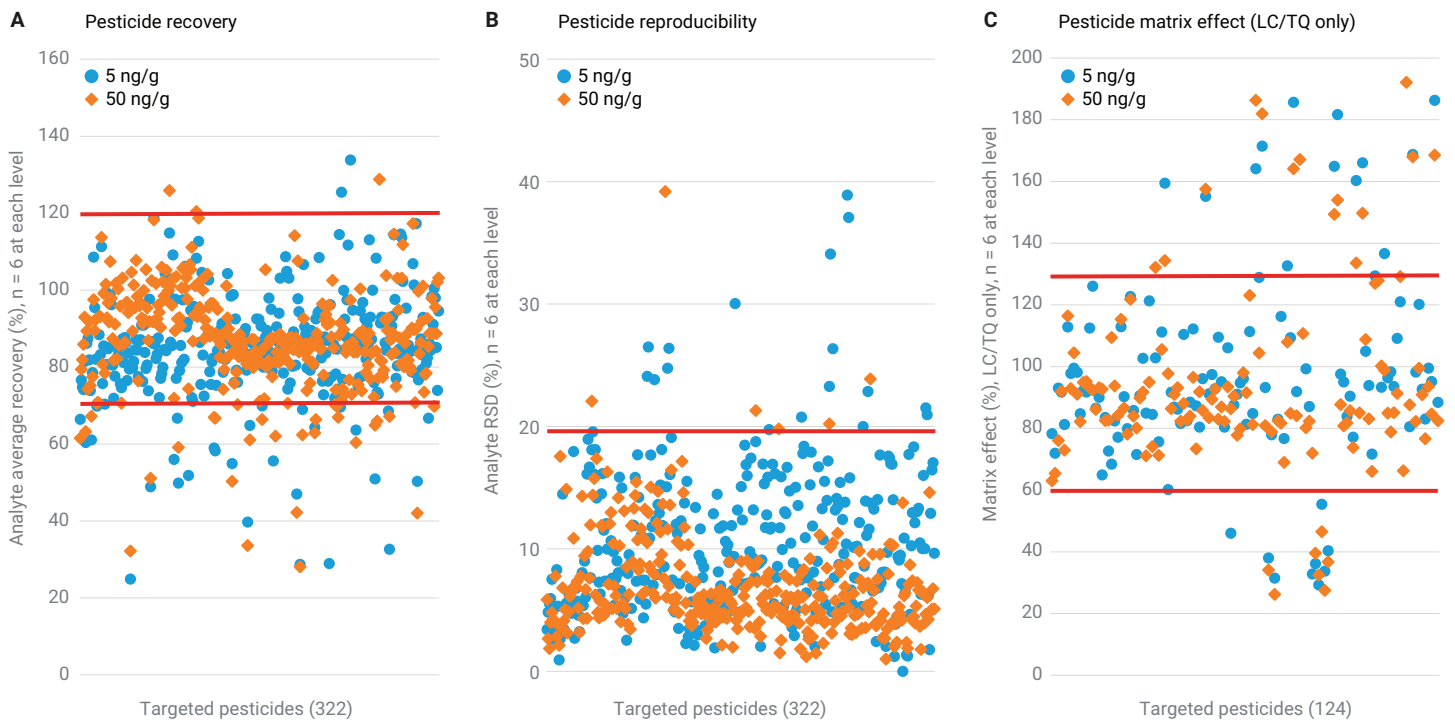 A Pesticide recovery
Analyte average recovery (%), n = 6 at each level
160
140
120
100
80
60
40
20
0
5 ng/g
50 ng/g
Targeted pesticides (322)
B Pesticide reproducibility
Analyte RSD (%), n = 6 at each level
50
40
30
20
10
0
5 ng/g
50 ng/g
Targeted pesticides (322)
C Pesticide matrix effect (LC/TQ only)
Matrix effect (%), LC/TQ only, n = 6 at each level
200
180
160
140
120
100
80
60
40
20
0
5 ng/g
50 ng/g
Targeted pesticides (124)